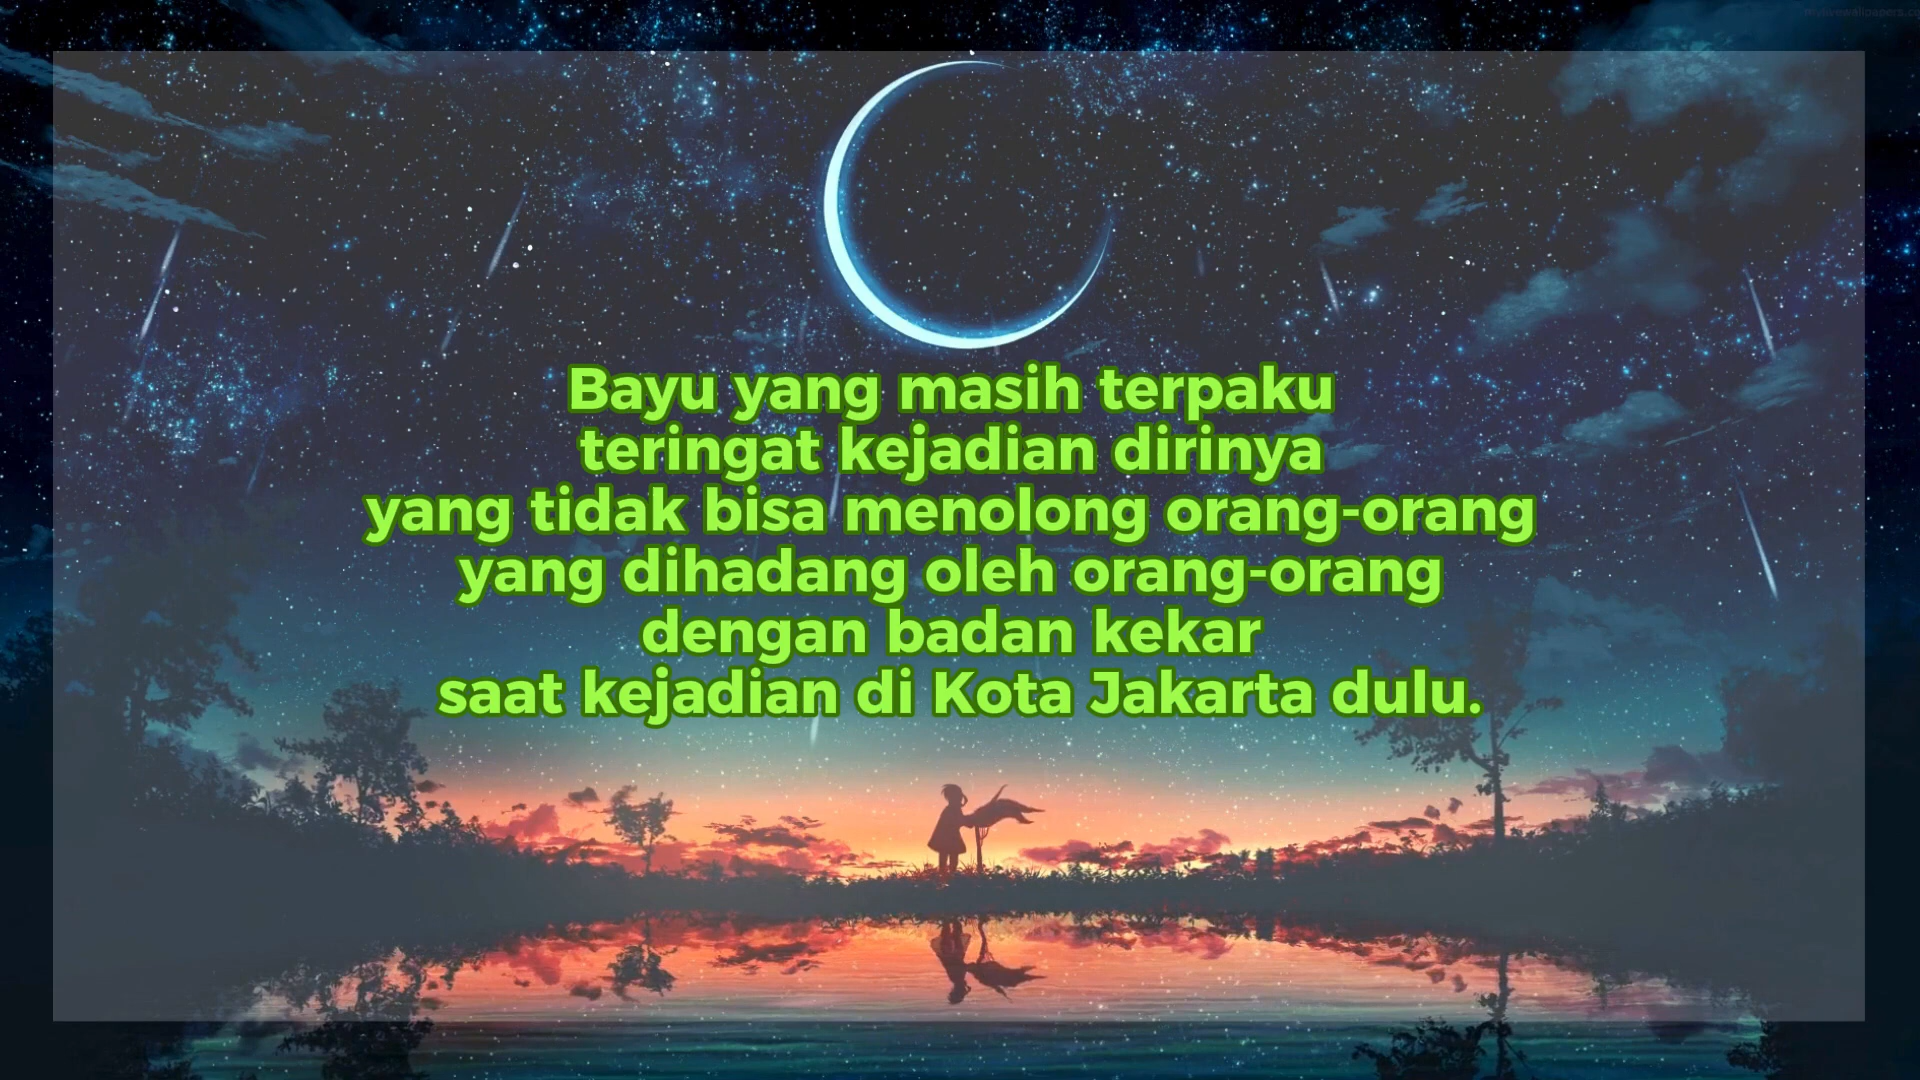 Bayu yang masih terpaku
teringat kejadian dirinya
yang tidak bisa menolong orang-orang
yang dihadang oleh orang-orang
dengan badan kekar
saat kejadian di Kota Jakarta dulu.